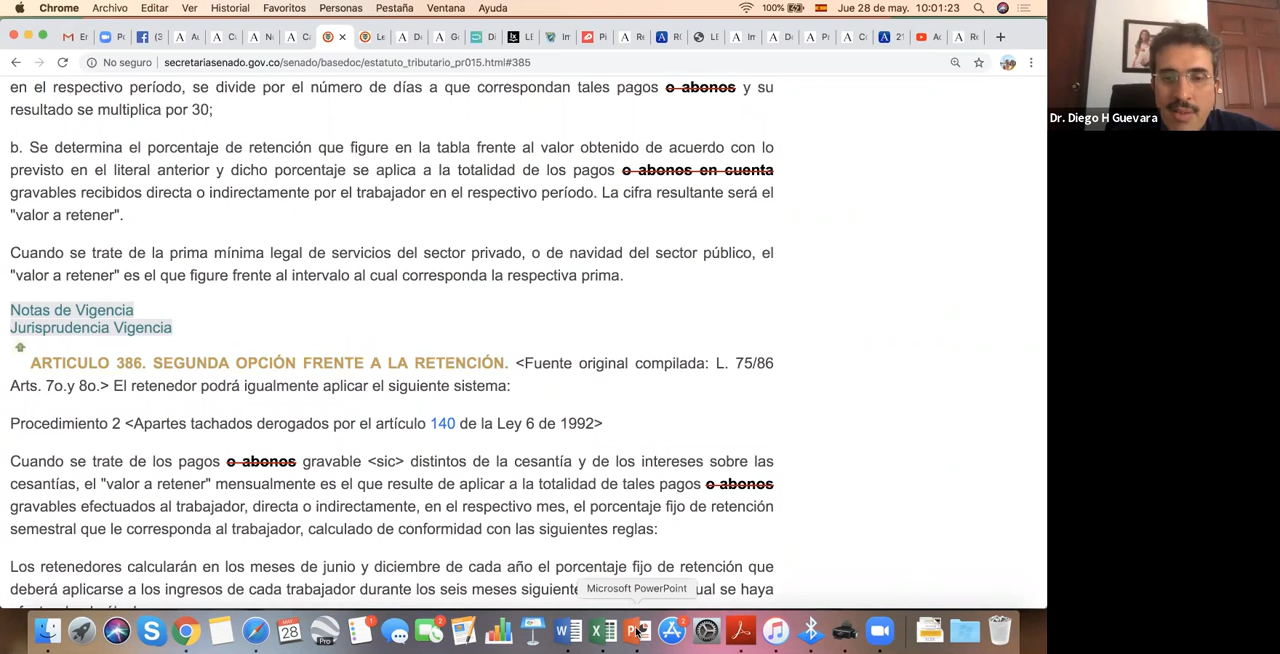 Chrome Archivo Editar Ver Historial Favoritos Personas Pestaña Ventana Ayuda 100% Jue 28 de may. 10:01:23
No seguro secretariasenado.gov.co/senado/basedoc/estatuto_tributario_pr015.html#385
en el respectivo período, se divide por el número de días a que correspondan tales pagos o abonos y su
resultado se multiplica por 30;
b. Se determina el porcentaje de retención que figure en la tabla frente al valor obtenido de acuerdo con lo
previsto en el literal anterior y dicho porcentaje se aplica a la totalidad de los pagos o abonos en cuenta
gravables recibidos directa o indirectamente por el trabajador en el respectivo período. La cifra resultante será el
"valor a retener".
Cuando se trate de la prima mínima legal de servicios del sector privado, o de navidad del sector público, el
"valor a retener" es el que figure frente al intervalo al cual corresponda la respectiva prima.
Notas de Vigencia
Jurisprudencia Vigencia
ARTICULO 386. SEGUNDA OPCIÓN FRENTE A LA RETENCIÓN. <Fuente original compilada: L. 75/86
Arts. 7o.y 8o.> El retenedor podrá igualmente aplicar el siguiente sistema:
Procedimiento 2 <Apartes tachados derogados por el artículo 140 de la Ley 6 de 1992>
Cuando se trate de los pagos o abonos gravable <sic> distintos de la cesantía y de los intereses sobre las
cesantías, el "valor a retener" mensualmente es el que resulte de aplicar a la totalidad de tales pagos o abonos
gravables efectuados al trabajador, directa o indirectamente, en el respectivo mes, el porcentaje fijo de retención
semestral que le corresponda al trabajador, calculado de conformidad con las siguientes reglas:
Los retenedores calcularán en los meses de junio y diciembre de cada año el porcentaje fijo de retención que
deberá aplicarse a los ingresos de cada trabajador durante los seis meses ual se haya
Microsoft PowerPoint
Dr. Diego H Guevara